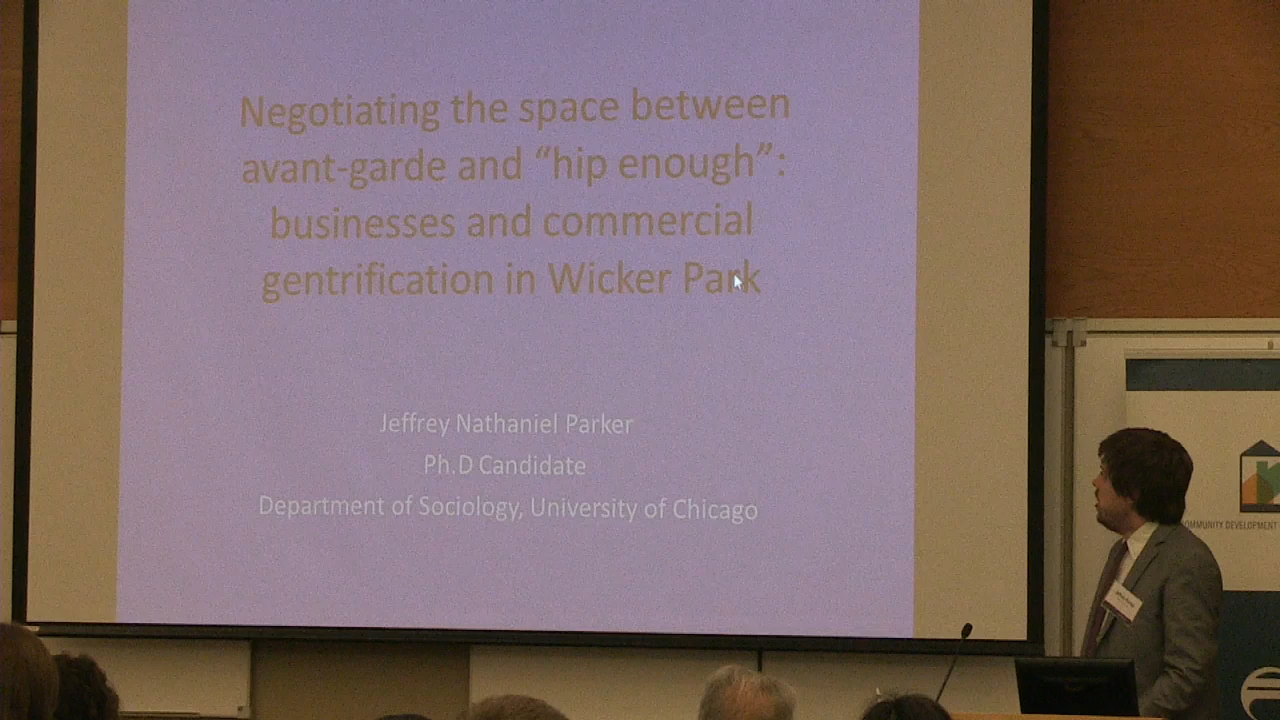 Negotiating the space between
avant-garde and “hip enough”:
businesses and commercial
gentrification in Wicker Park
Jeffrey Nathaniel Parker
Ph.D Candidate
Department of Sociology, University of Chicago
COMMUNITY DEVELOPMENT